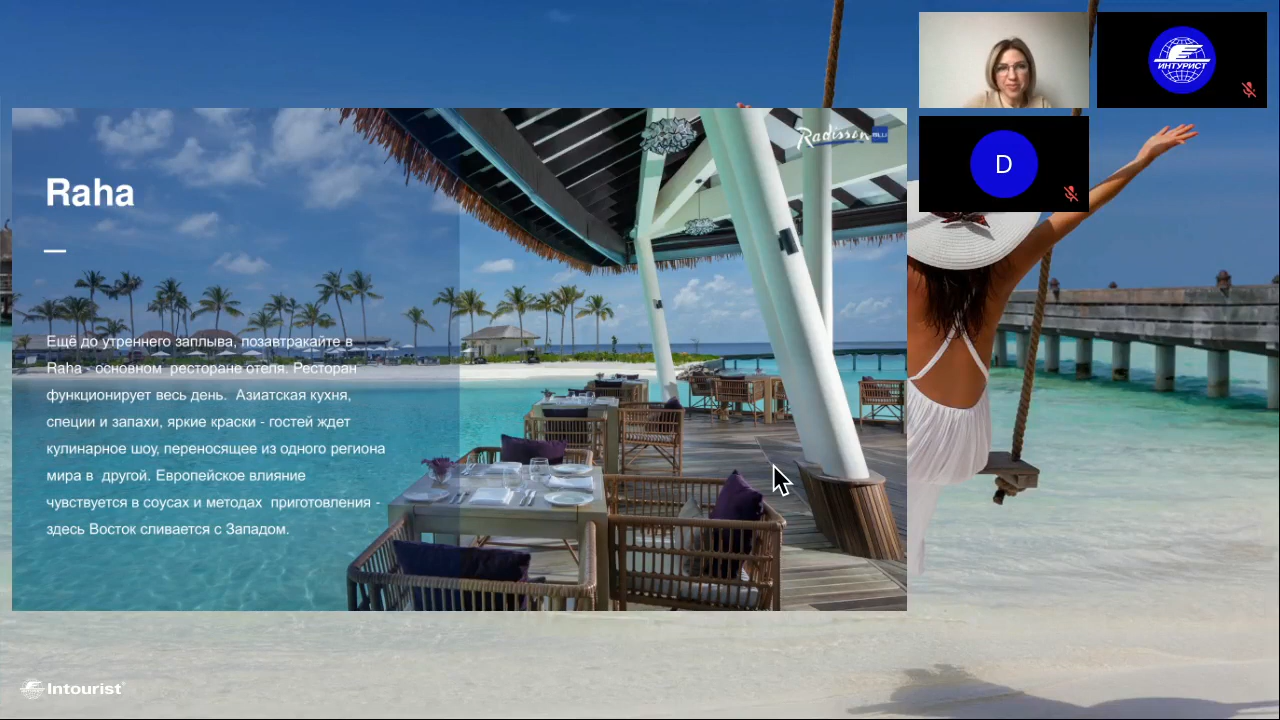 Radisson BLU
ИНТУРИСТ
D
Raha
Ещё до утреннего заплыва, позавтракайте в
Raha - основном ресторане отеля. Ресторан
функционирует весь день. Азиатская кухня,
специи и запахи, яркие краски - гостей ждет
кулинарное шоу, переносящее из одного региона
мира в другой. Европейское влияние
чувствуется в соусах и методах приготовления -
здесь Восток сливается с Западом.
Intourist